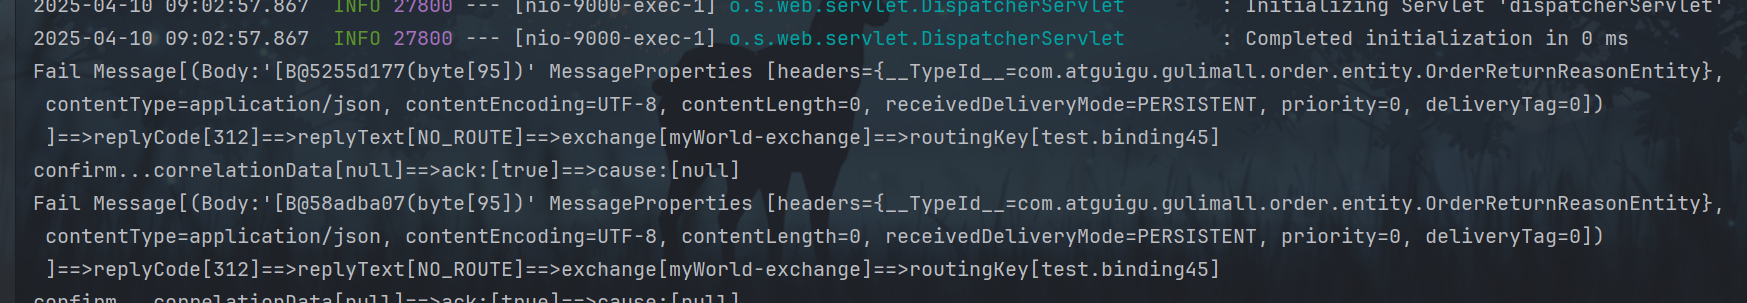 2025-04-10 09:02:57.867  INFO 27800 --- [nio-9000-exec-1] o.s.web.servlet.DispatcherServlet        : Initializing Servlet 'dispatcherServlet'
2025-04-10 09:02:57.867  INFO 27800 --- [nio-9000-exec-1] o.s.web.servlet.DispatcherServlet        : Completed initialization in 0 ms
Fail Message[(Body:'[B@5255d177(byte[95])' MessageProperties [headers={__TypeId__=com.atguigu.gulimall.order.entity.OrderReturnReasonEntity},
 contentType=application/json, contentEncoding=UTF-8, contentLength=0, receivedDeliveryMode=PERSISTENT, priority=0, deliveryTag=0])
 ]==>replyCode[312]==>replyText[NO_ROUTE]==>exchange[myWorld-exchange]==>routingKey[test.binding45]
confirm...correlationData[null]==>ack:[true]==>cause:[null]
Fail Message[(Body:'[B@58adba07(byte[95])' MessageProperties [headers={__TypeId__=com.atguigu.gulimall.order.entity.OrderReturnReasonEntity},
 contentType=application/json, contentEncoding=UTF-8, contentLength=0, receivedDeliveryMode=PERSISTENT, priority=0, deliveryTag=0])
 ]==>replyCode[312]==>replyText[NO_ROUTE]==>exchange[myWorld-exchange]==>routingKey[test.binding45]
confirm...correlationData[null]==>ack:[true]==>cause:[null]